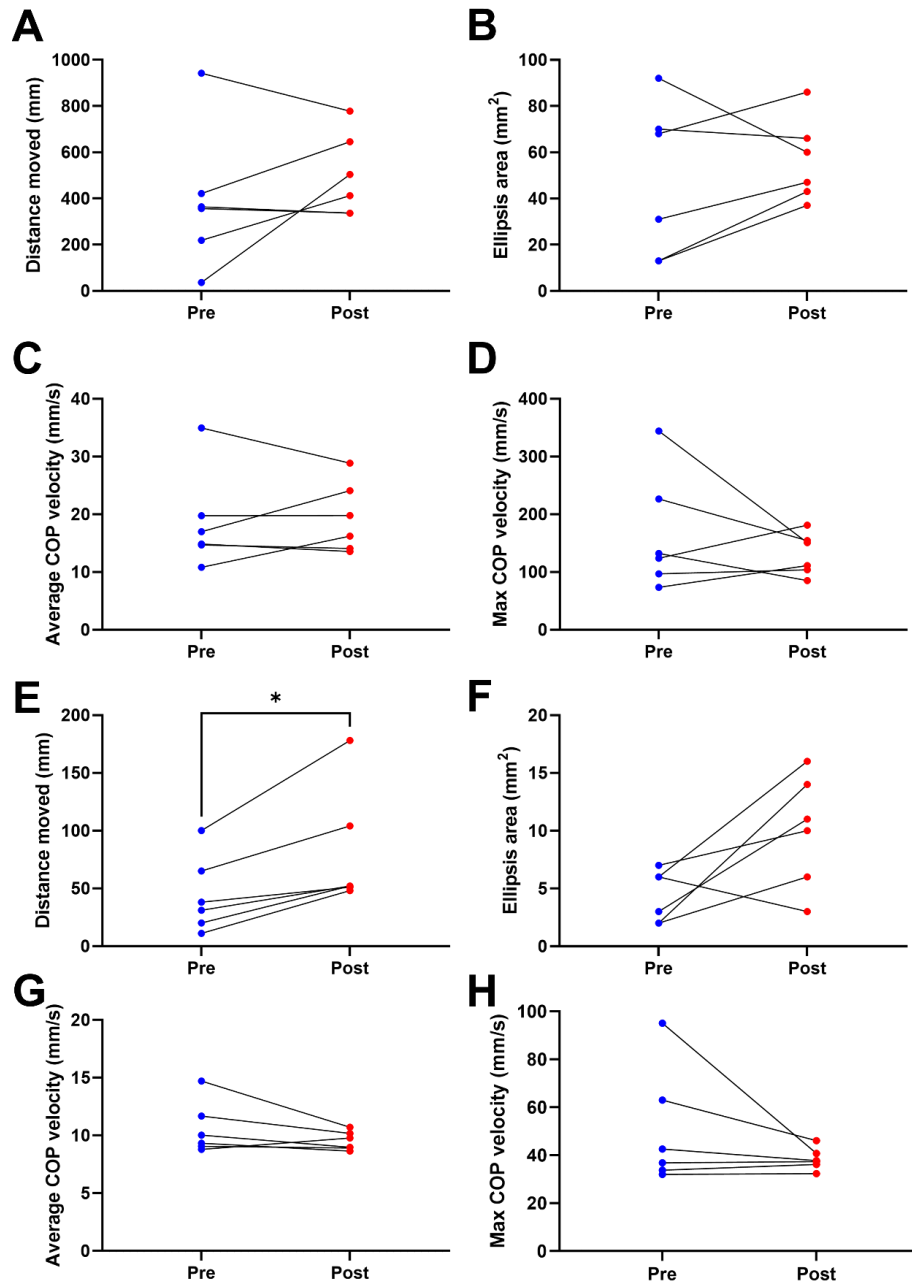 A
Distance moved (mm)
1000
800
600
400
200
0
Pre Post
B
Ellipsis area (mm²)
100
80
60
40
20
0
Pre Post
C
Average COP velocity (mm/s)
40
30
20
10
0
Pre Post
D
Max COP velocity (mm/s)
400
300
200
100
0
Pre Post
E
Distance moved (mm)
200
150
100
50
0
*
Pre Post
F
Ellipsis area (mm²)
20
15
10
5
0
Pre Post
G
Average COP velocity (mm/s)
20
15
10
5
0
Pre Post
H
Max COP velocity (mm/s)
100
80
60
40
20
0
Pre Post